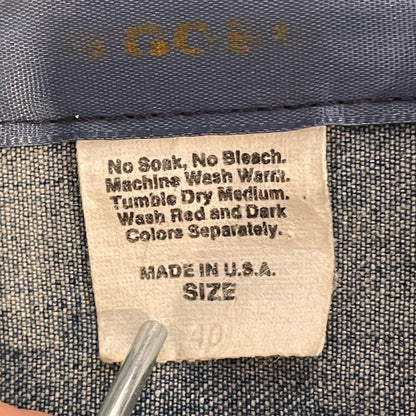 No Soak, No Bleach.
Machine Wash Warm.
Tumble Dry Medium.
Wash Red and Dark
Colors Separately.
MADE IN U.S.A.
SIZE
40